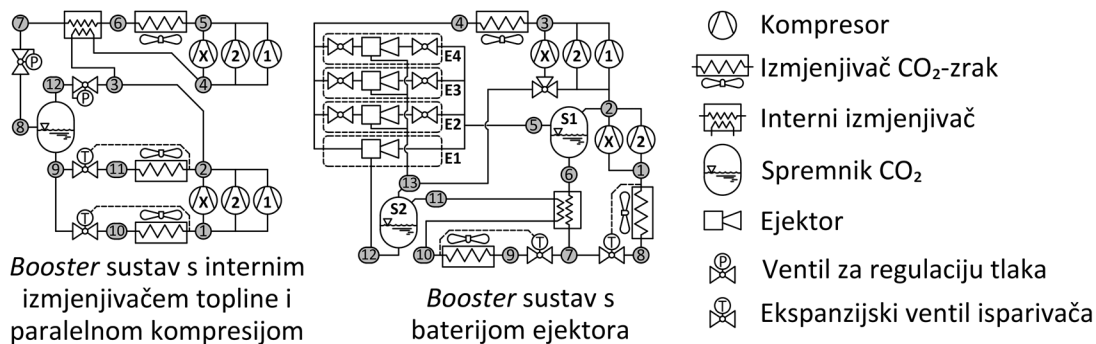 7
6
5
X
2
1
P
12
P
3
4
8
9
T
11
2
X
2
1
T
10
1
Booster sustav s internim
izmjenjivačem topline i
paralelnom kompresijom
4
3
E4
E3
E2
E1
X
2
1
S1
5
2
X
2
6
1
13
S2
11
12
10
9
T
7
T
8
Booster sustav s
baterijom ejektora
Kompresor
Izmjenjivač CO₂-zrak
Interni izmjenjivač
Spremnik CO₂
Ejektor
P
Ventil za regulaciju tlaka
T
Ekspanzijski ventil isparivača